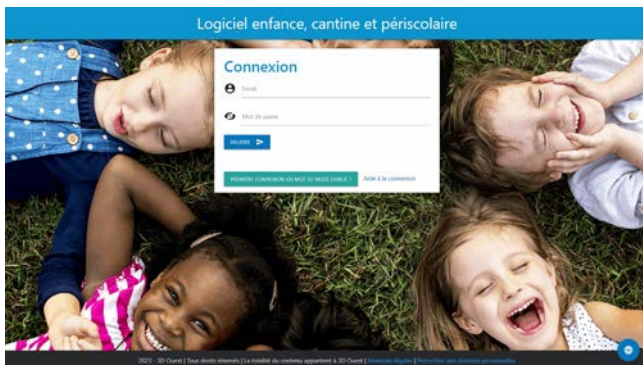 Logiciel enfance, cantine et périscolaire
Connexion
Email
Mot de passe
VALIDER
PREMIÈRE CONNEXION OU MOT DE PASSE OUBLIÉ ?
Aide à la connexion
2023 - 3D Ouest | Tous droits réservés | La totalité du contenu appartient à 3D Ouest | Mentions légales | Protection des données personnelles